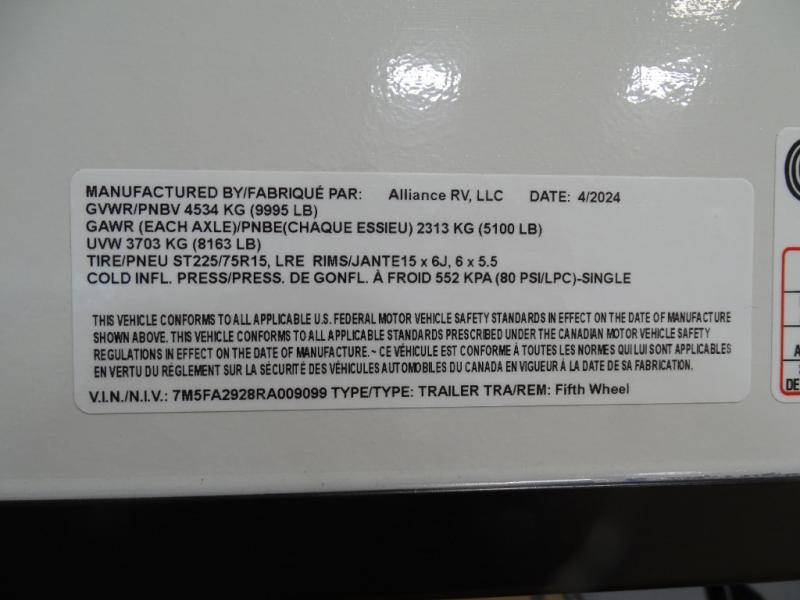 MANUFACTURED BY/FABRIQUÉ PAR: Alliance RV, LLC DATE: 4/2024
GVWR/PNBV 4534 KG (9995 LB)
GAWR (EACH AXLE)/PNBE(CHAQUE ESSIEU) 2313 KG (5100 LB)
UVW 3703 KG (8163 LB)
TIRE/PNEU ST225/75R15, LRE RIMS/JANTE15 x 6J, 6 x 5.5
COLD INFL. PRESS/PRESS. DE GONFL. À FROID 552 KPA (80 PSI/LPC)-SINGLE
THIS VEHICLE CONFORMS TO ALL APPLICABLE U.S. FEDERAL MOTOR VEHICLE SAFETY STANDARDS IN EFFECT ON THE DATE OF MANUFACTURE
SHOWN ABOVE. THIS VEHICLE CONFORMS TO ALL APPLICABLE STANDARDS PRESCRIBED UNDER THE CANADIAN MOTOR VEHICLE SAFETY
REGULATIONS IN EFFECT ON THE DATE OF MANUFACTURE. ~ CE VÉHICULE EST CONFORME À TOUTES LES NORMES QUI LUI SONT APPLICABLES
EN VERTU DU RÉGLEMENT SUR LA SÉCURITÉ DES VÉHICULES AUTOMOBILES DU CANADA EN VIGUEUR À LA DATE DE SA FABRICATION.
V.I.N./N.I.V.: 7M5FA2928RA009099 TYPE/TYPE: TRAILER TRA/REM: Fifth Wheel